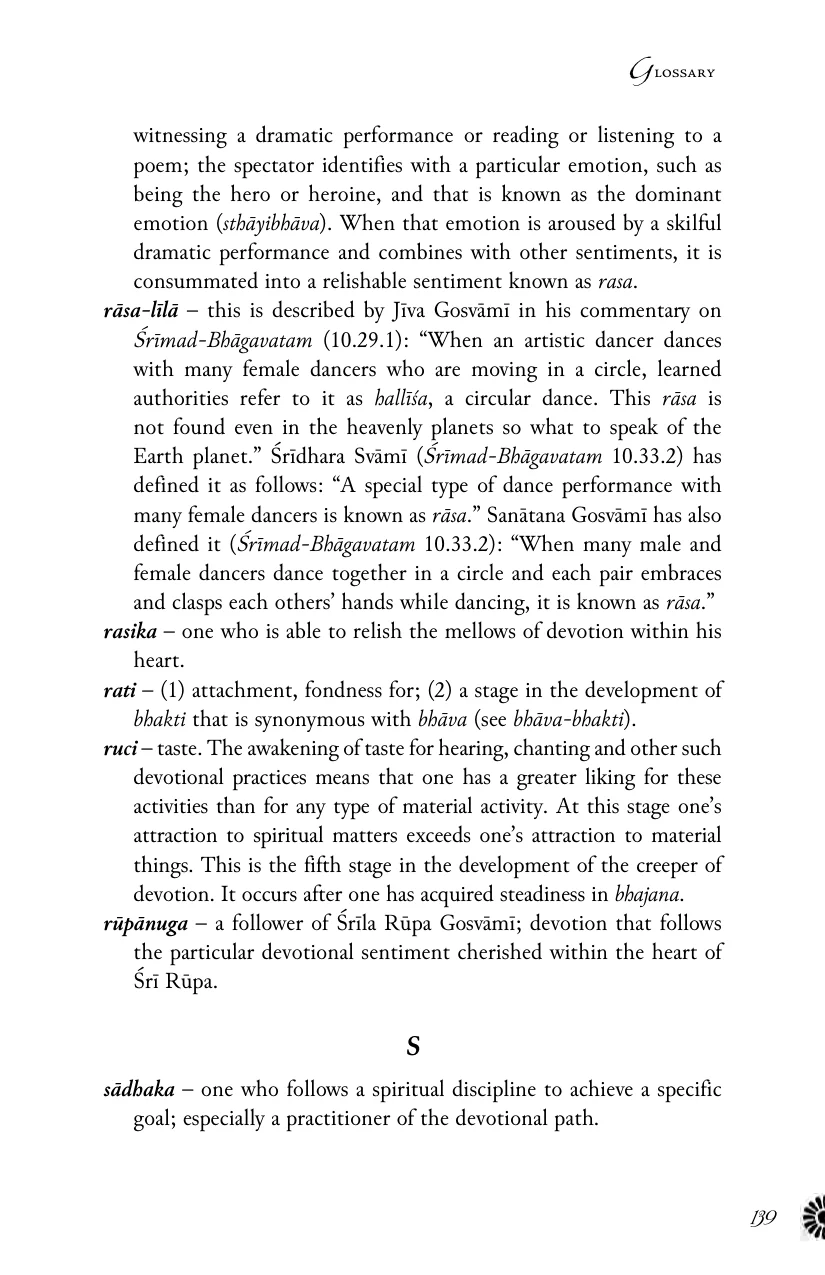 Glossary
witnessing a dramatic performance or reading or listening to a
poem; the spectator identifies with a particular emotion, such as
being the hero or heroine, and that is known as the dominant
emotion (sthāyibhāva). When that emotion is aroused by a skilful
dramatic performance and combines with other sentiments, it is
consummated into a relishable sentiment known as rasa.
rāsa-līlā – this is described by Jīva Gosvāmī in his commentary on
Śrīmad-Bhāgavatam (10.29.1): “When an artistic dancer dances
with many female dancers who are moving in a circle, learned
authorities refer to it as hallīśa, a circular dance. This rāsa is
not found even in the heavenly planets so what to speak of the
Earth planet.” Śrīdhara Svāmī (Śrīmad-Bhāgavatam 10.33.2) has
defined it as follows: “A special type of dance performance with
many female dancers is known as rāsa.” Sanātana Gosvāmī has also
defined it (Śrīmad-Bhāgavatam 10.33.2): “When many male and
female dancers dance together in a circle and each pair embraces
and clasps each others’ hands while dancing, it is known as rāsa.”
rasika – one who is able to relish the mellows of devotion within his
heart.
rati – (1) attachment, fondness for; (2) a stage in the development of
bhakti that is synonymous with bhāva (see bhāva-bhakti).
ruci – taste. The awakening of taste for hearing, chanting and other such
devotional practices means that one has a greater liking for these
activities than for any type of material activity. At this stage one’s
attraction to spiritual matters exceeds one’s attraction to material
things. This is the fifth stage in the development of the creeper of
devotion. It occurs after one has acquired steadiness in bhajana.
rūpānuga – a follower of Śrīla Rūpa Gosvāmī; devotion that follows
the particular devotional sentiment cherished within the heart of
Śrī Rūpa.
S
sādhaka – one who follows a spiritual discipline to achieve a specific
goal; especially a practitioner of the devotional path.
139